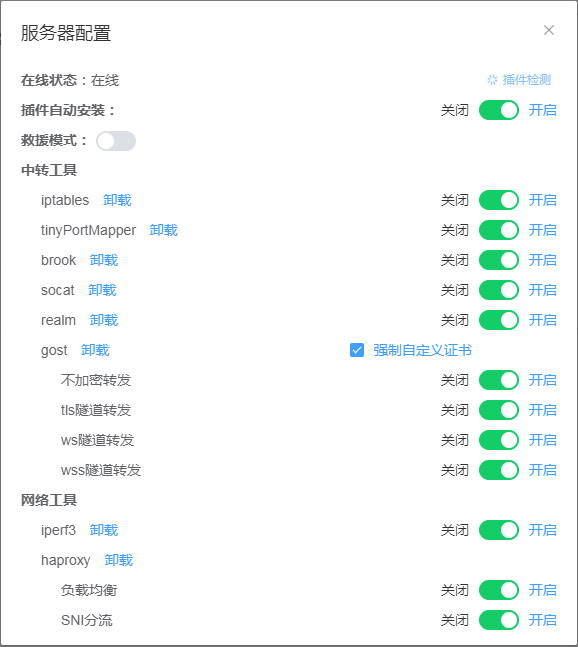 服务器配置
在线状态：在线 插件检测
插件自动安装： 关闭 开启
救援模式：
中转工具
iptables 卸载 关闭 开启
tinyPortMapper 卸载 关闭 开启
brook 卸载 关闭 开启
socat 卸载 关闭 开启
realm 卸载 关闭 开启
gost 卸载 强制自定义证书
不加密转发 关闭 开启
tls隧道转发 关闭 开启
ws隧道转发 关闭 开启
wss隧道转发 关闭 开启
网络工具
iperf3 卸载 关闭 开启
haproxy 卸载
负载均衡 关闭 开启
SNI分流 关闭 开启